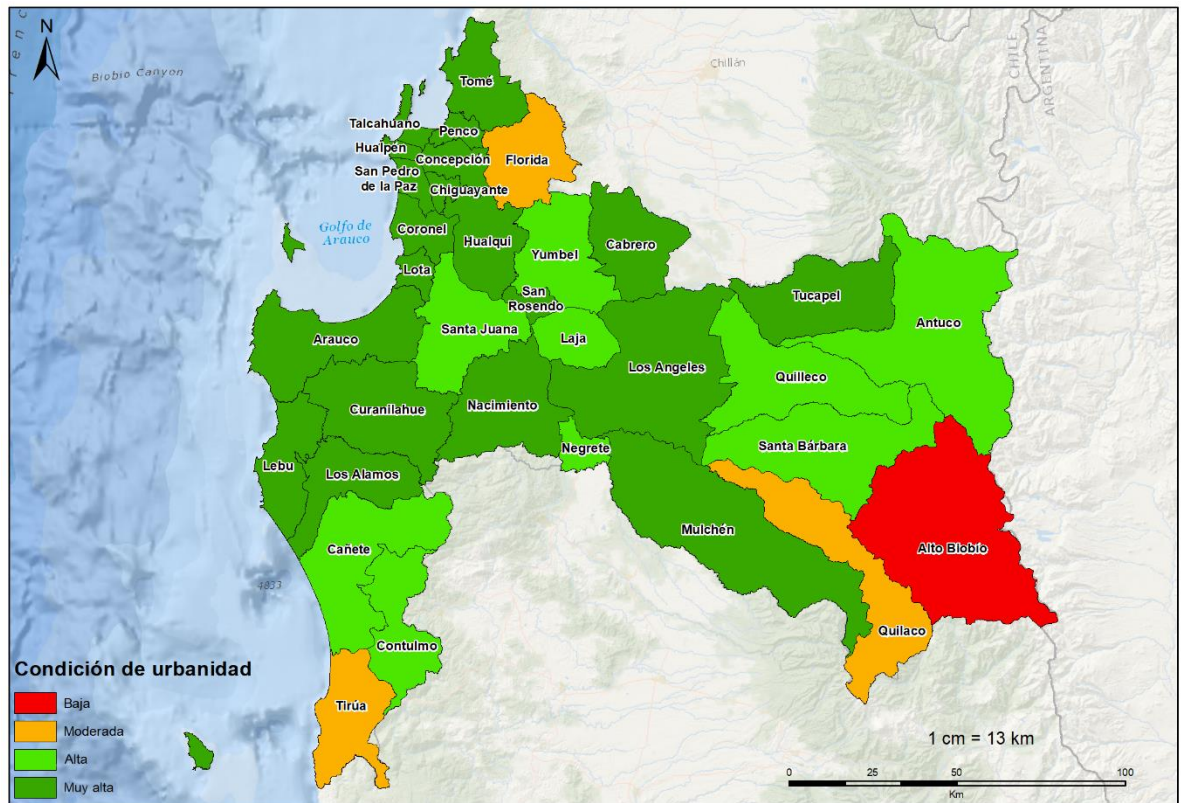 N
Biobio Canyon
Chillán
CHILE
ARGENTINA
Tomé
Talcahuano
Penco
Hualpen
Concepción
Florida
San Pedro
de la Paz
Chiguayante
Golfo de
Arauco
Coronel
Hualqui
Yumbel
Cabrero
Lota
San
Rosendo
Tucapel
Antuco
Santa Juana
Laja
Arauco
Los Angeles
Quilleco
Curanilahue
Nacimiento
Negrete
Santa Bárbara
Lebu
Los Alamos
Mulchén
Cañete
Alto Biobío
4033
Contulmo
Quilaco
Tirúa
Condición de urbanidad
Baja
Moderada
Alta
Muy alta
1 cm = 13 km
0 25 50 100
Km